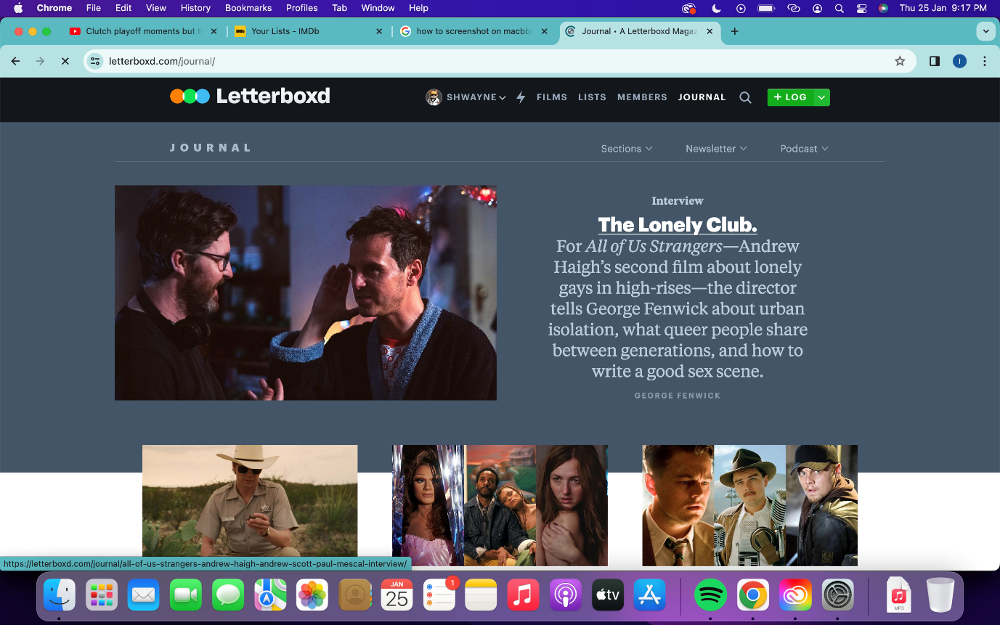 Chrome File Edit View History Bookmarks Profiles Tab Window Help Thu 25 Jan 9:17 PM
Clutch playoff moments but Your Lists - IMDb how to screenshot on macbb Journal • A Letterboxd Magaz
letterboxd.com/journal/ I
Letterboxd SHWAYNE FILMS LISTS MEMBERS JOURNAL + LOG
JOURNAL Sections Newsletter Podcast
Interview
The Lonely Club.
For All of Us Strangers—Andrew
Haigh’s second film about lonely
gays in high-rises—the director
tells George Fenwick about urban
isolation, what queer people share
between generations, and how to
write a good sex scene.
GEORGE FENWICK
https://letterboxd.com/journal/all-of-us-strangers-andrew-haigh-andrew-scott-paul-mescal-interview/
JAN
25
1
tv
MP3